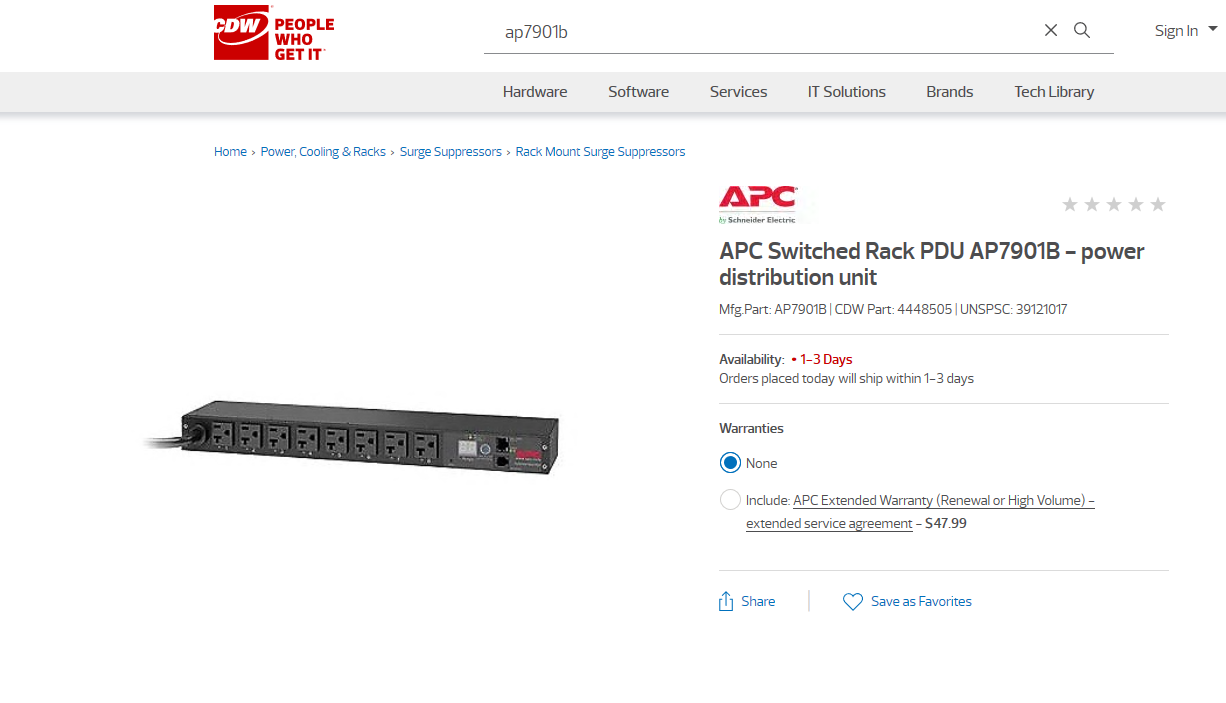 CDW PEOPLE
WHO
GET IT
ap7901b
Sign In
Hardware Software Services IT Solutions Brands Tech Library
Home › Power, Cooling & Racks › Surge Suppressors › Rack Mount Surge Suppressors
APC
by Schneider Electric
APC Switched Rack PDU AP7901B – power
distribution unit
Mfg.Part: AP7901B | CDW Part: 4448505 | UNSPSC: 39121017
Availability: • 1-3 Days
Orders placed today will ship within 1-3 days
Warranties
None
Include: APC Extended Warranty (Renewal or High Volume) –
extended service agreement - $47.99
Share
Save as Favorites